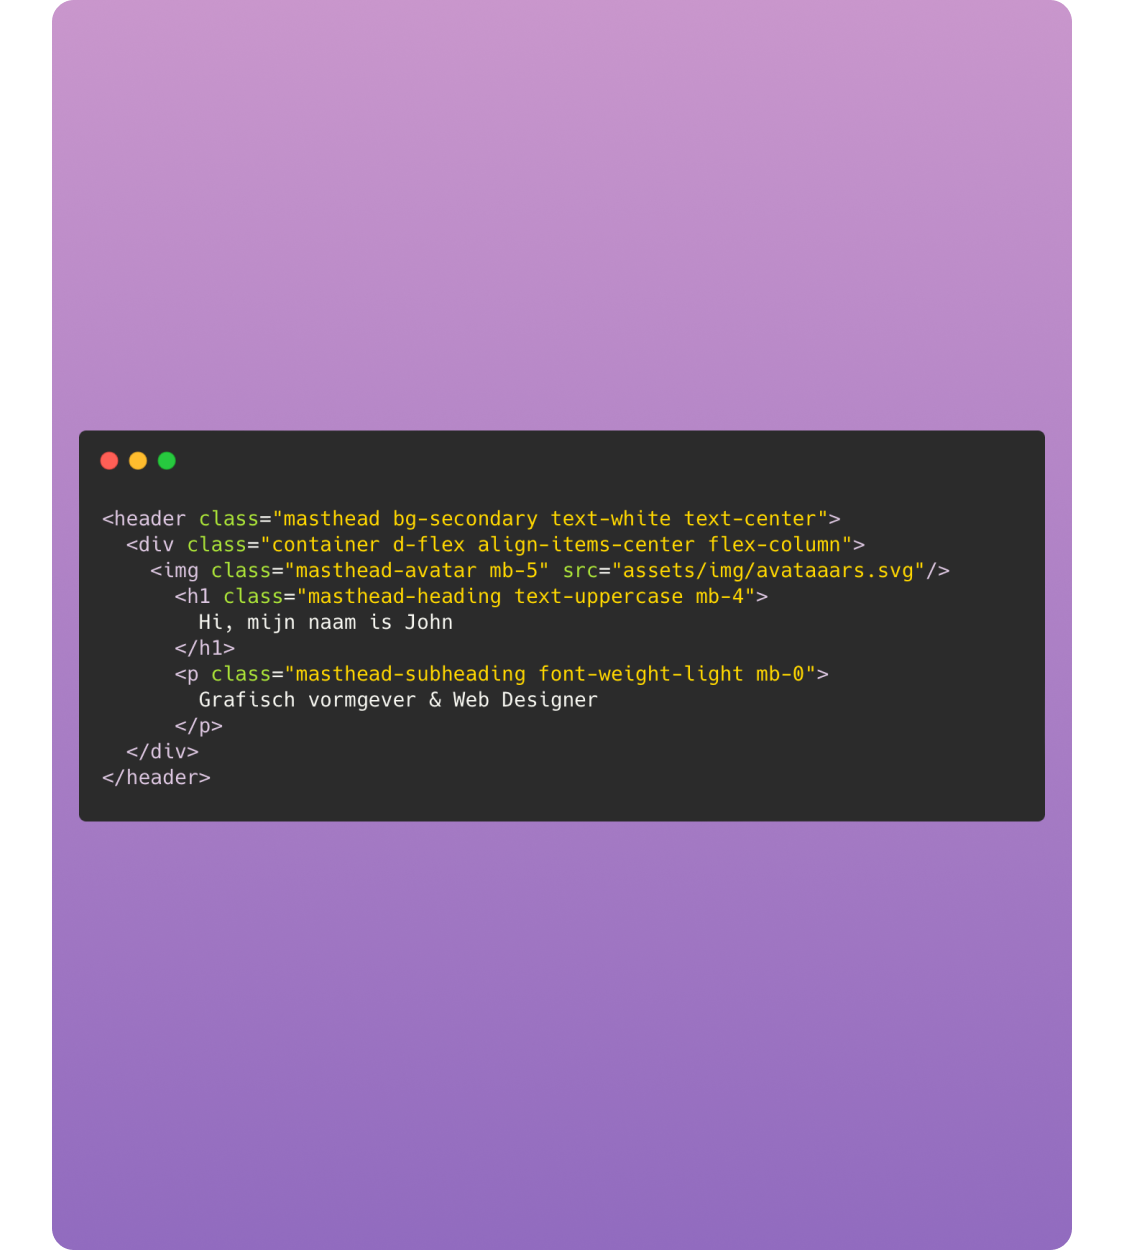 <header class="masthead bg-secondary text-white text-center">
<div class="container d-flex align-items-center flex-column">
<img class="masthead-avatar mb-5" src="assets/img/avataaars.svg"/>
<h1 class="masthead-heading text-uppercase mb-4">
Hi, mijn naam is John
</h1>
<p class="masthead-subheading font-weight-light mb-0">
Grafisch vormgever & Web Designer
</p>
</div>
</header>